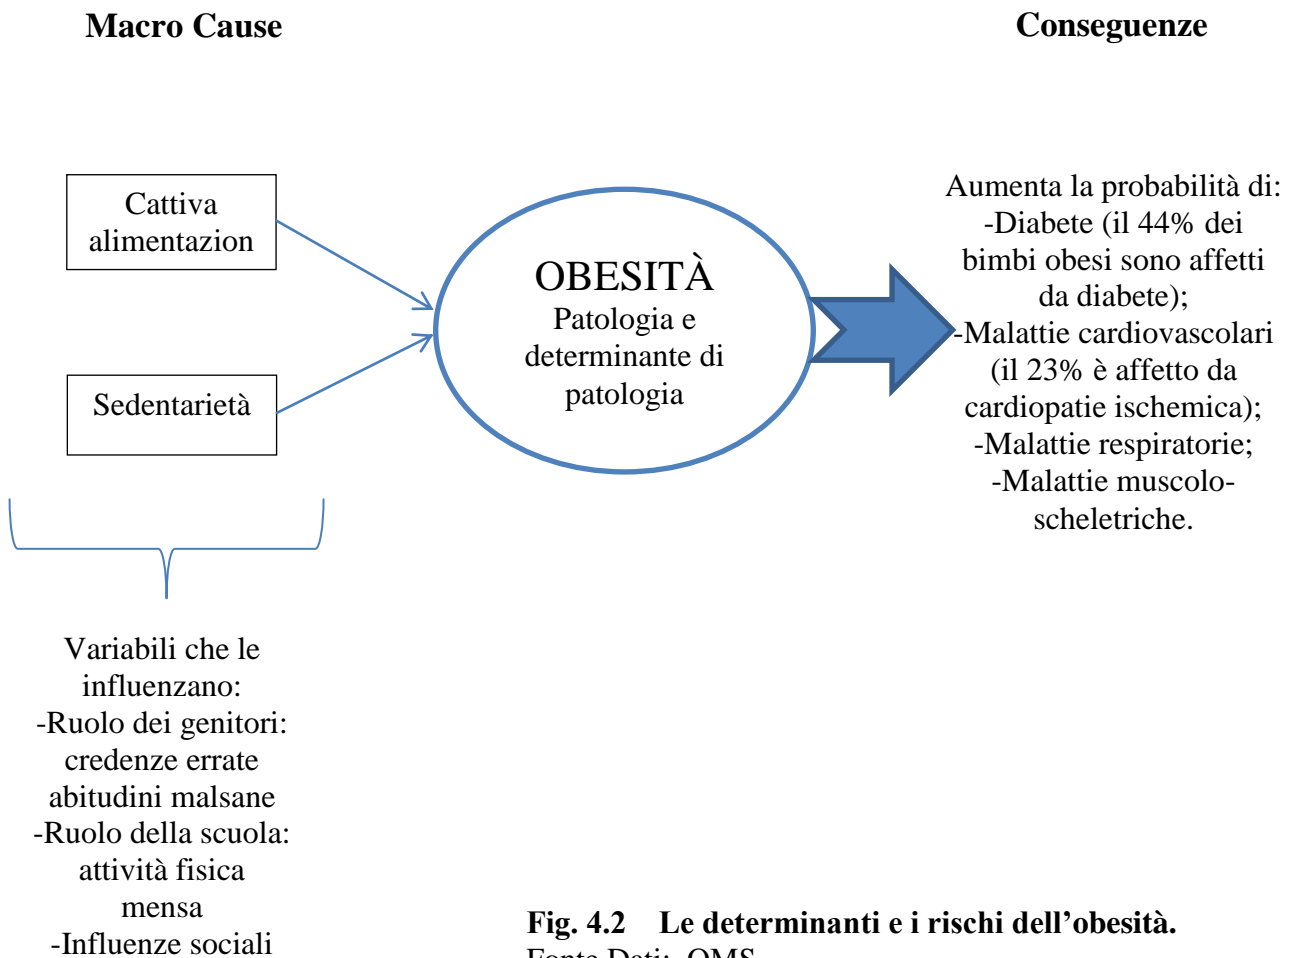 Macro Cause
Conseguenze
Cattiva
alimentazion
Sedentarietà
OBESITÀ
Patologia e
determinante di
patologia
Aumenta la probabilità di:
-Diabete (il 44% dei
bimbi obesi sono affetti
da diabete);
-Malattie cardiovascolari
(il 23% è affetto da
cardiopatie ischemica);
-Malattie respiratorie;
-Malattie muscolo-
scheletriche.
Variabili che le
influenzano:
-Ruolo dei genitori:
credenze errate
abitudini malsane
-Ruolo della scuola:
attività fisica
mensa
-Influenze sociali
Fig. 4.2 Le determinanti e i rischi dell’obesità.
Fonte Dati: OMS